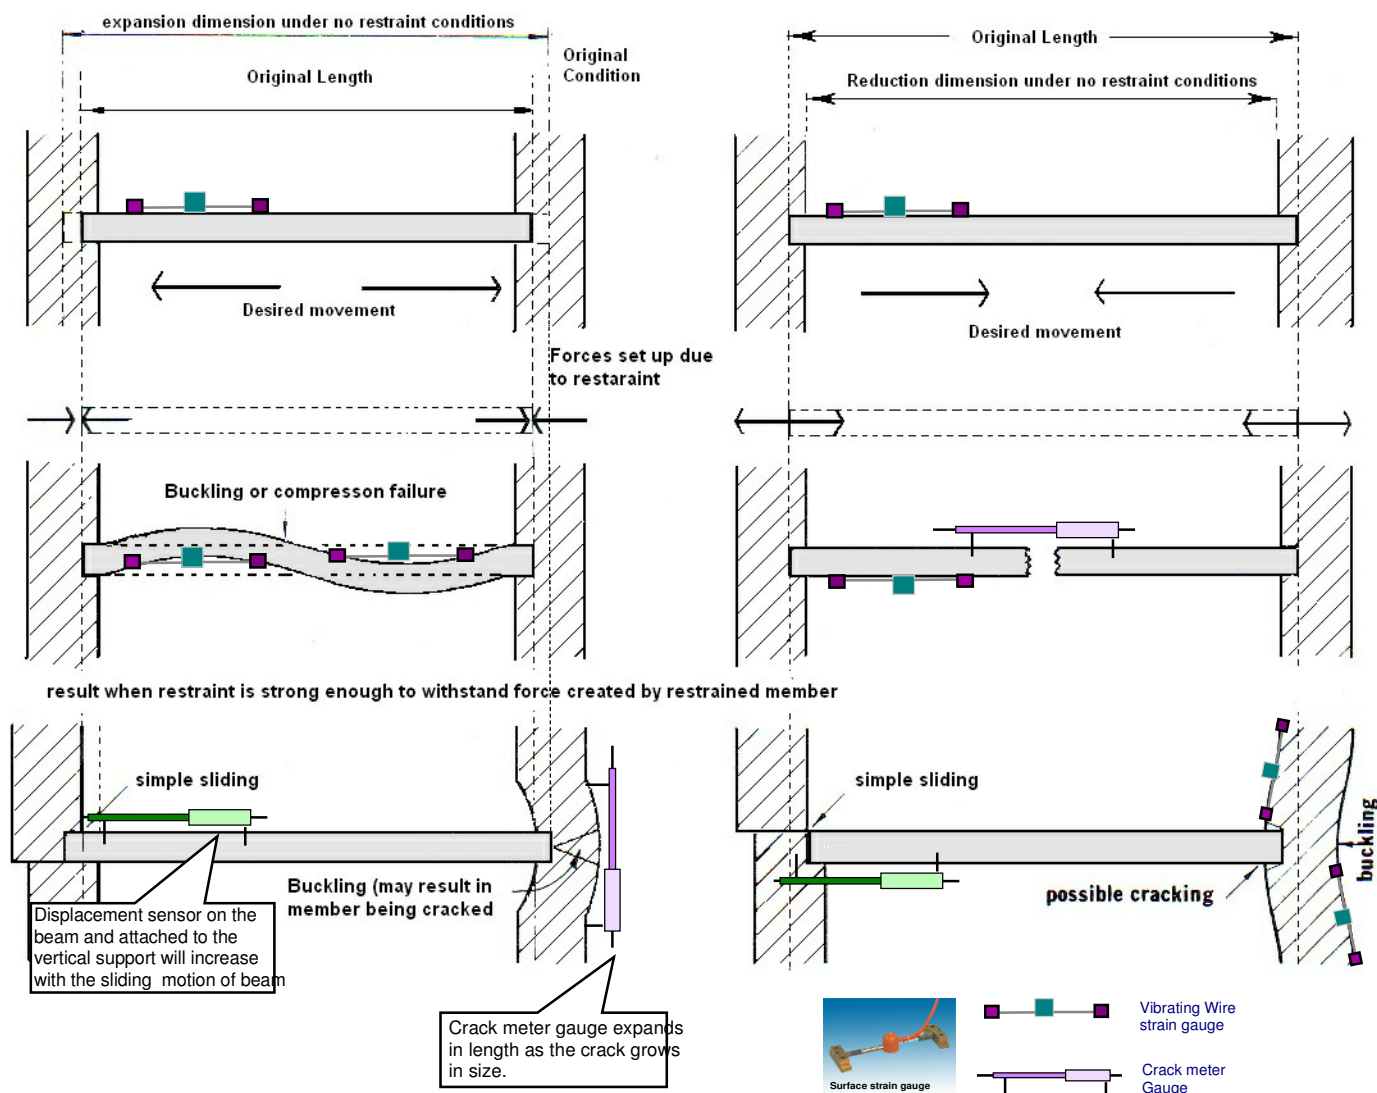 expansion dimension under no restraint conditions
Original
Condition
Original Length
Desired movement
Original Length
Reduction dimension under no restraint conditions
Desired movement
Forces set up due
to restaraint
Buckling or compresson failure
result when restraint is strong enough to withstand force created by restrained member
simple sliding
Buckling (may result in
member being cracked
Displacement sensor on the
beam and attached to the
vertical support will increase
with the sliding motion of beam
Crack meter gauge expands
in length as the crack grows
in size.
simple sliding
possible cracking
buckling
Surface strain gauge
Vibrating Wire
strain gauge
Crack meter
Gauge